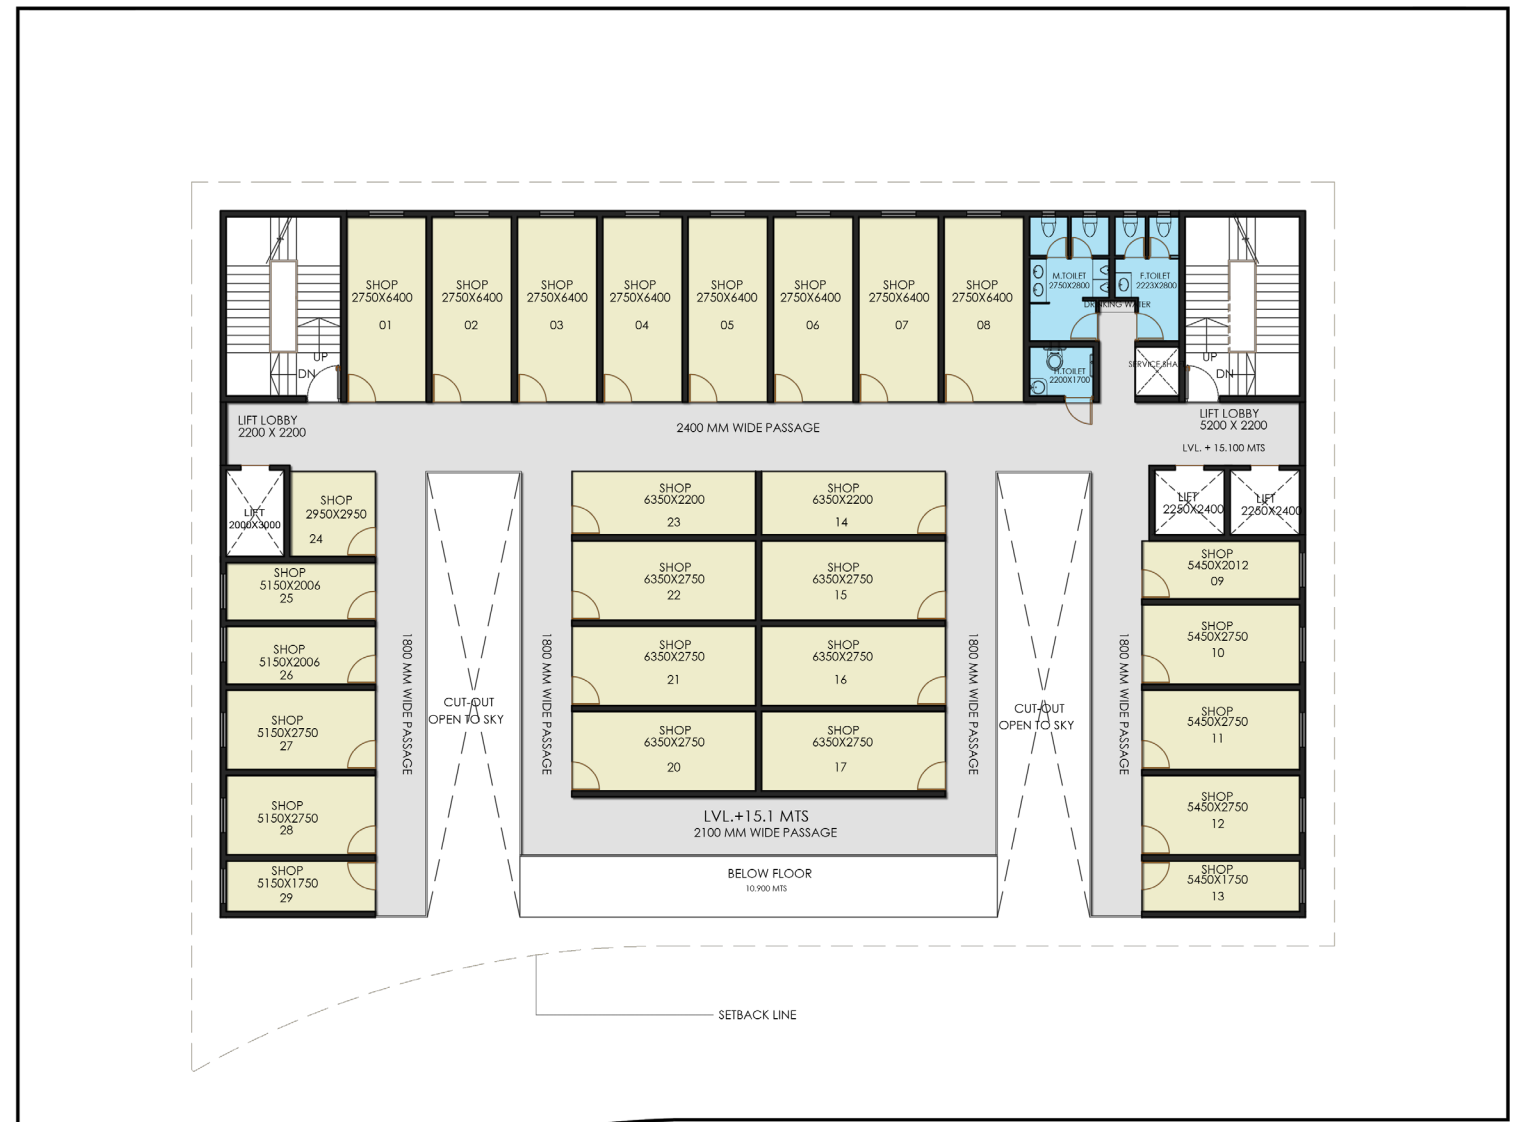 SHOP
2750X6400
01
SHOP
2750X6400
02
SHOP
2750X6400
03
SHOP
2750X6400
04
SHOP
2750X6400
05
SHOP
2750X6400
06
SHOP
2750X6400
07
SHOP
2750X6400
08
M.TOILET
2750X2800
F.TOILET
2223X2800
DRINKING WATER
H.TOILET
2200X1700
SERVICE SHAFT
UP
DN
UP
DN
LIFT LOBBY
2200 X 2200
2400 MM WIDE PASSAGE
LIFT LOBBY
5200 X 2200
LVL. + 15.100 MTS
LIFT
2000X3000
SHOP
2950X2950
24
SHOP
6350X2200
23
SHOP
6350X2200
14
LIFT
2250X2400
LIFT
2250X2400
SHOP
5150X2006
25
SHOP
6350X2750
22
SHOP
6350X2750
15
SHOP
5450X2012
09
SHOP
5150X2006
26
SHOP
6350X2750
21
SHOP
6350X2750
16
SHOP
5450X2750
10
1800 MM WIDE PASSAGE
1800 MM WIDE PASSAGE
1800 MM WIDE PASSAGE
1800 MM WIDE PASSAGE
CUT-OUT
OPEN TO SKY
CUT-OUT
OPEN TO SKY
SHOP
5150X2750
27
SHOP
6350X2750
20
SHOP
6350X2750
17
SHOP
5450X2750
11
SHOP
5150X2750
28
LVL.+15.1 MTS
2100 MM WIDE PASSAGE
SHOP
5450X2750
12
SHOP
5150X1750
29
BELOW FLOOR
10.900 MTS
SHOP
5450X1750
13
SETBACK LINE